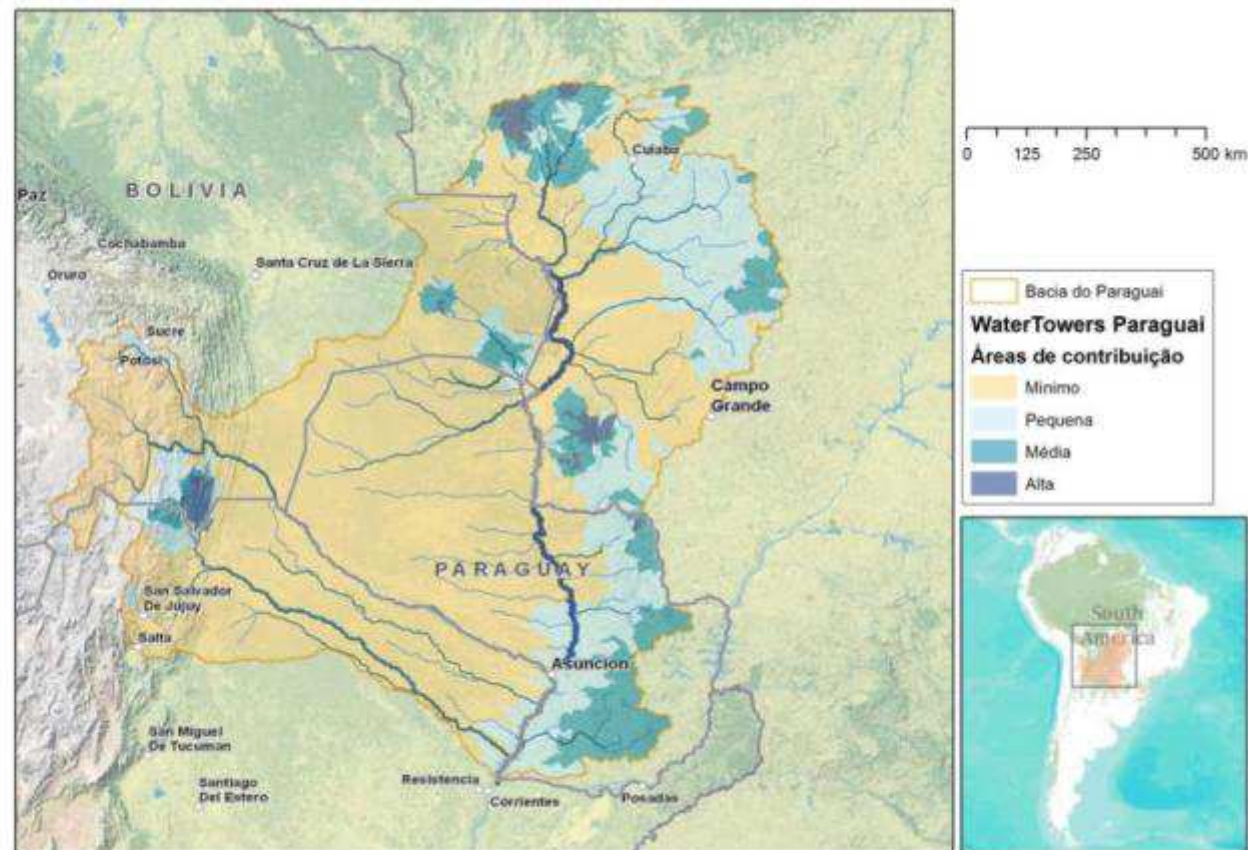 Cuiaba
0 125 250 500 km
BOLIVIA
Paz
Cochabamba
Santa Cruz de La Sierra
Oruro
Bacia do Paraguai
WaterTowers Paraguai
Áreas de contribuição
Sucre
Potosi
Mínimo
Campo
Grande
Pequena
Média
Alta
PARAGUAY
San Salvador
De Jujuy
Salta
Asuncion
South
America
San Miguel
De Tucuman
Santiago
Del Estero
Resistencia
Corrientes
Posadas